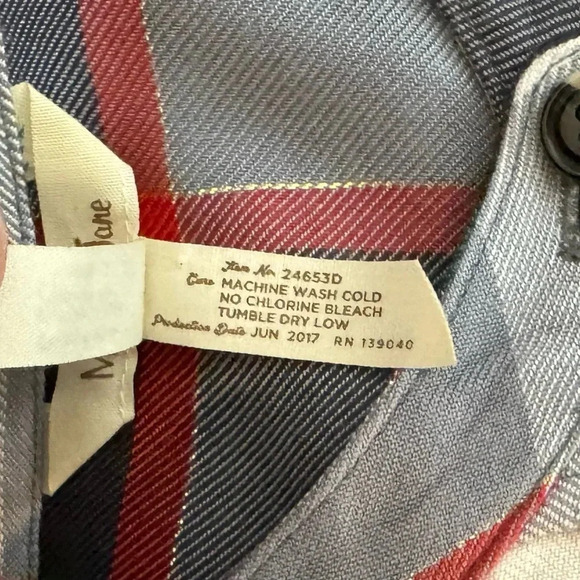 Item No. 24653D
Care MACHINE WASH COLD
NO CHLORINE BLEACH
TUMBLE DRY LOW
Production Date JUN 2017 RN 139040
M
Jane